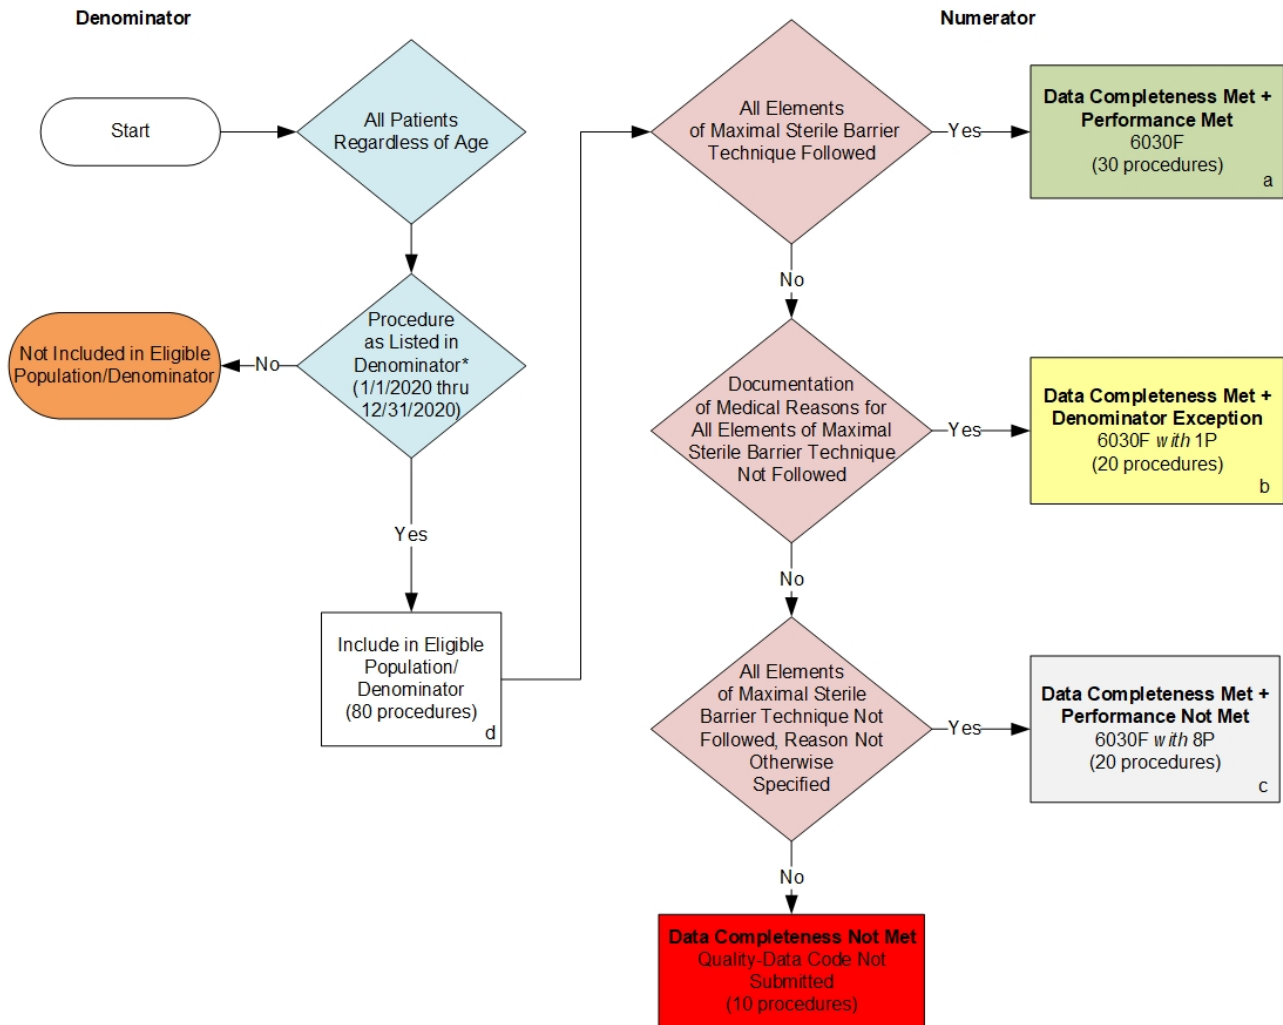 Denominator
Numerator
Start
All Patients
Regardless of Age
Procedure
as Listed in
Denominator*
(1/1/2020 thru
12/31/2020)
No
Not Included in Eligible
Population/Denominator
Yes
Include in Eligible
Population/
Denominator
(80 procedures)
d
All Elements
of Maximal Sterile Barrier
Technique Followed
Yes
Data Completeness Met +
Performance Met
6030F
(30 procedures)
a
No
Documentation
of Medical Reasons for
All Elements of Maximal
Sterile Barrier Technique
Not Followed
Yes
Data Completeness Met +
Denominator Exception
6030F with 1P
(20 procedures)
b
No
All Elements
of Maximal Sterile
Barrier Technique Not
Followed, Reason Not
Otherwise
Specified
Yes
Data Completeness Met +
Performance Not Met
6030F with 8P
(20 procedures)
c
No
Data Completeness Not Met
Quality-Data Code Not
Submitted
(10 procedures)